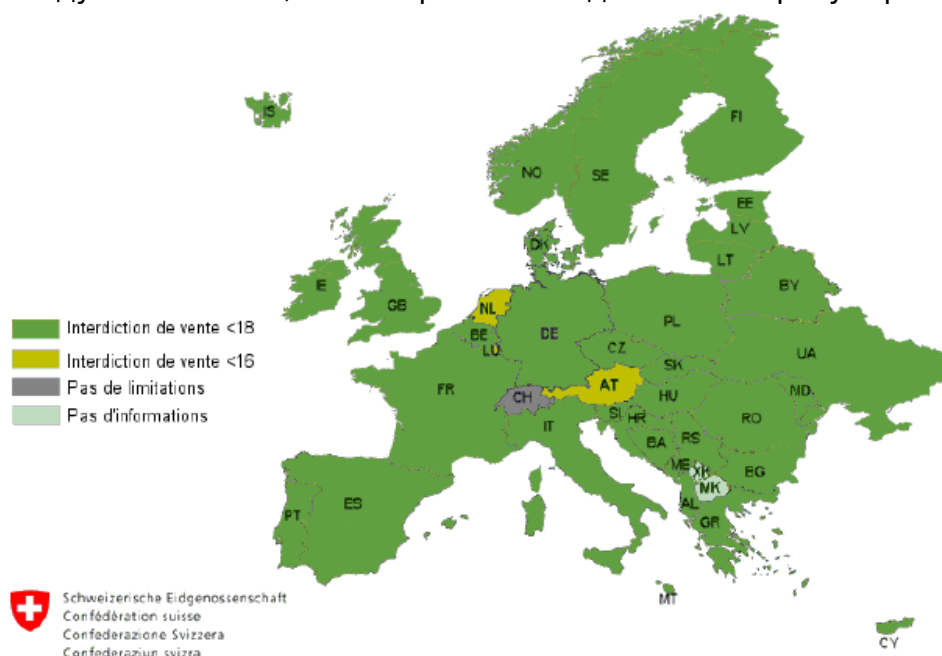 IS
FI
NO
SE
EE
LV
DK
LT
BY
IE
GB
NL
Interdiction de vente <18
BE
DE
PL
Interdiction de vente <16
LU
CZ
UA
SK
Pas de limitations
FR
CH
AT
HU
ND
Pas d'informations
SI
HR
RO
IT
BA
RS
ME
XK
BG
MK
PT
ES
AL
GR
MT
Schweizerische Eidgenossenschaft
Confédération suisse
Confederazione Svizzera
Confederaziun svizra
CY